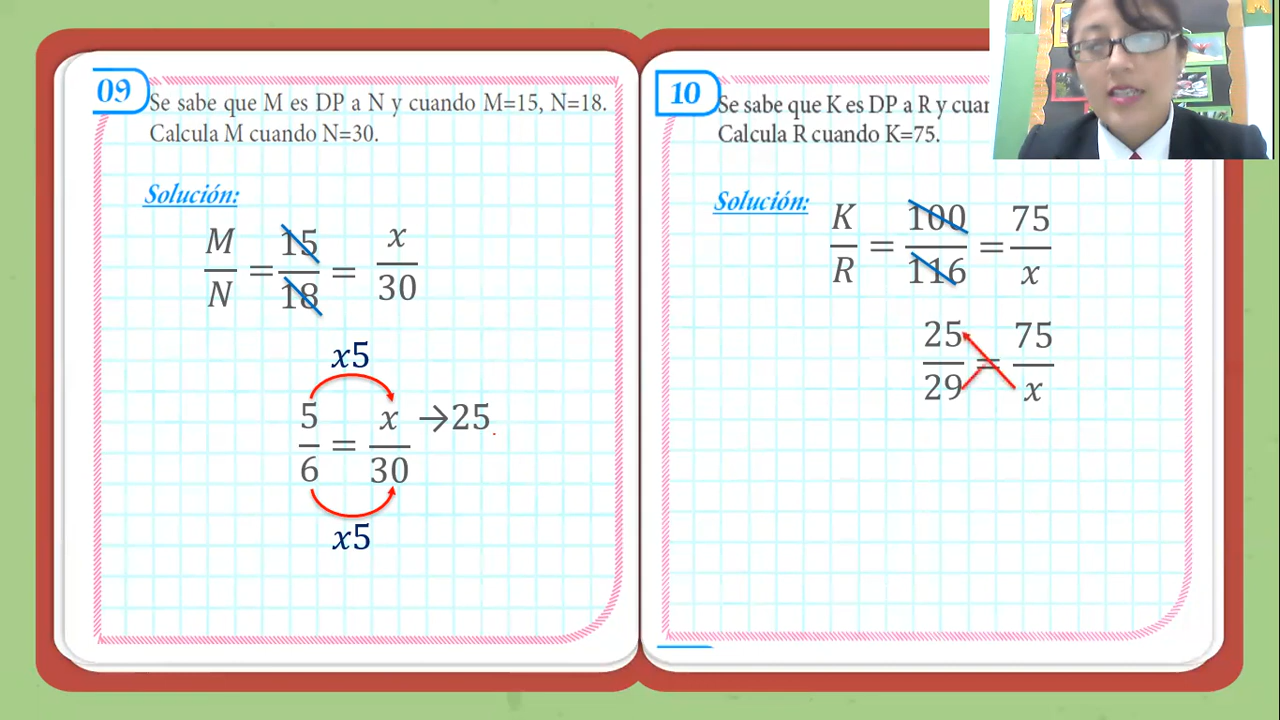 09
Se sabe que M es DP a N y cuando M=15, N=18.
Calcula M cuando N=30.
Solución:
M/N = 15/18 = x/30
x5
5/6 = x/30 →25
x5
10
Se sabe que K es DP a R y
Calcula R cuando K=75.
Solución:
K/R = 100/116 = 75/x
25/29 = 75/x